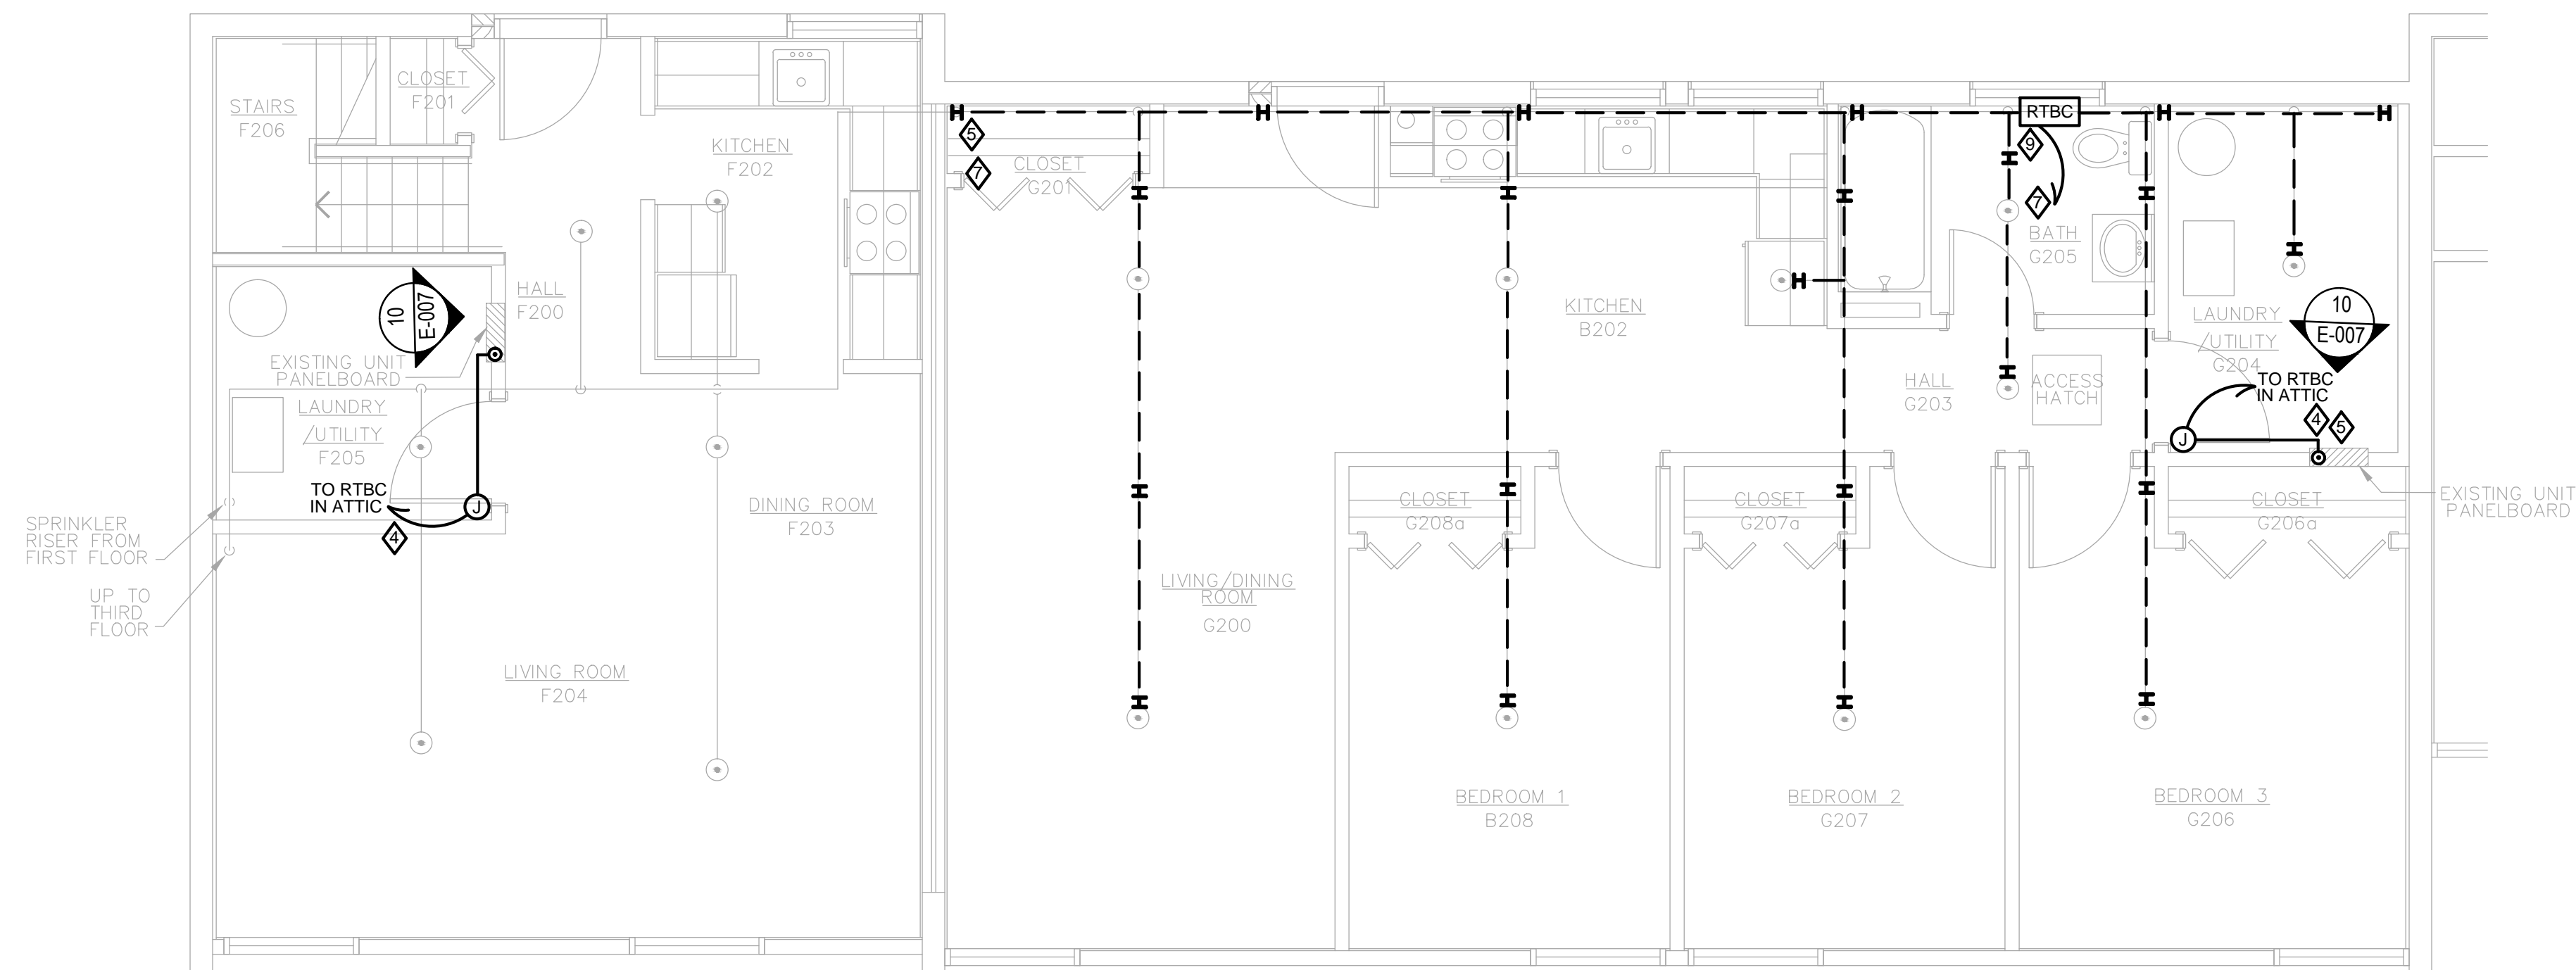 STAIRS
F206
CLOSET
F201
KITCHEN
F202
HALL
F200
10
E-007
EXISTING UNIT
PANELBOARD
LAUNDRY
/UTILITY
F205
TO RTBC
IN ATTIC
4
J
SPRINKLER
RISER FROM
FIRST FLOOR
UP TO
THIRD
FLOOR
DINING ROOM
F203
LIVING ROOM
F204
5
7
CLOSET
G201
LIVING/DINING
ROOM
G200
KITCHEN
B202
CLOSET
G208a
BEDROOM 1
B208
CLOSET
G207a
BEDROOM 2
G207
RTBC
9
7
BATH
G205
HALL
G203
ACCESS
HATCH
LAUNDRY
/UTILITY
G204
10
E-007
TO RTBC
IN ATTIC
4
5
J
CLOSET
G206a
EXISTING UNIT
PANELBOARD
BEDROOM 3
G206